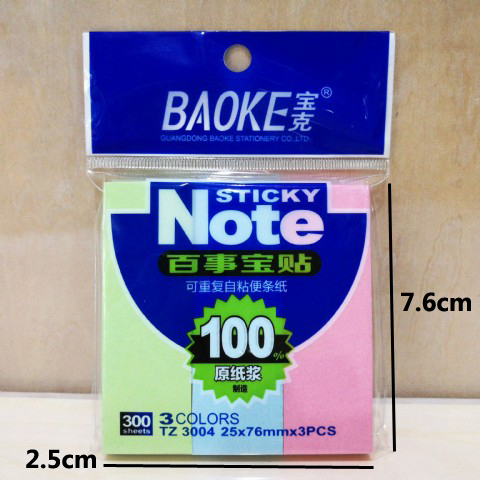 BAOKE宝克®
GUANGDONG BAOKE STATIONERY CO.,LTD.
STICKY
Note
百事宝贴
可重复自粘便条纸
100%
原纸浆
制造
300
sheets
3 COLORS
TZ 3004 25x76mmx3PCS
7.6cm
2.5cm